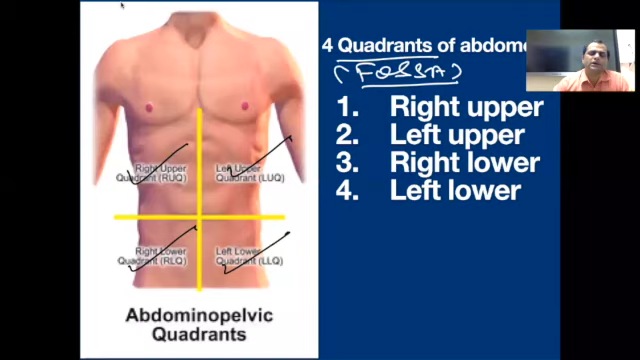 4 Quadrants of abdome
(FOSSA)
1. Right upper
2. Left upper
3. Right lower
4. Left lower
Right Upper
Quadrant (RUQ)
Left Upper
Quadrant (LUQ)
Right Lower
Quadrant (RLQ)
Left Lower
Quadrant (LLQ)
Abdominopelvic
Quadrants